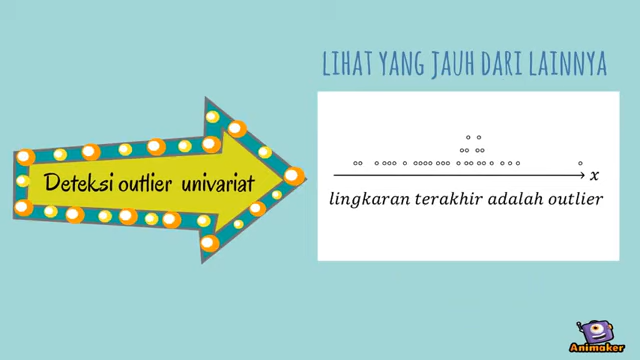 LIHAT YANG JAUH DARI LAINNYA
Deteksi outlier univariat
x
lingkaran terakhir adalah outlier
Animaker